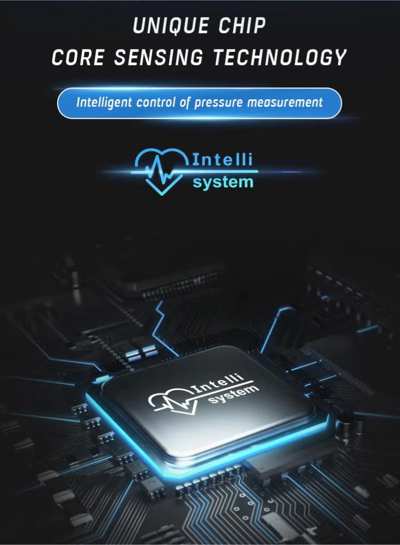 UNIQUE CHIP
CORE SENSING TECHNOLOGY
Intelligent control of pressure measurement
Intelli
system
Intelli
system